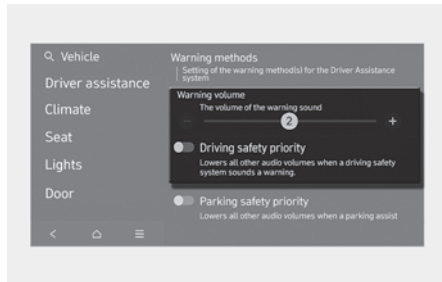 Vehicle
Driver assistance
Climate
Seat
Lights
Door
Warning methods
Setting of the warning method(s) for the Driver Assistance
system
Warning volume
The volume of the warning sound
2
Driving safety priority
Lowers all other audio volumes when a driving safety
system sounds a warning.
Parking safety priority
Lowers all other audio volumes when a parking assist